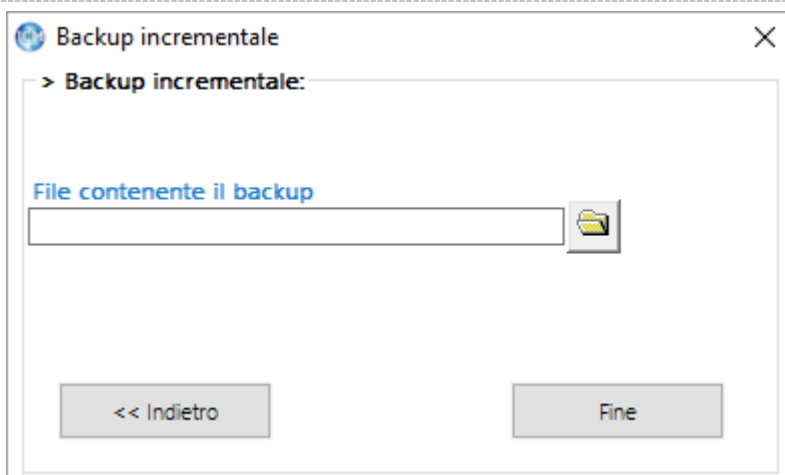 Backup incrementale
> Backup incrementale:
File contenente il backup
<< Indietro
Fine